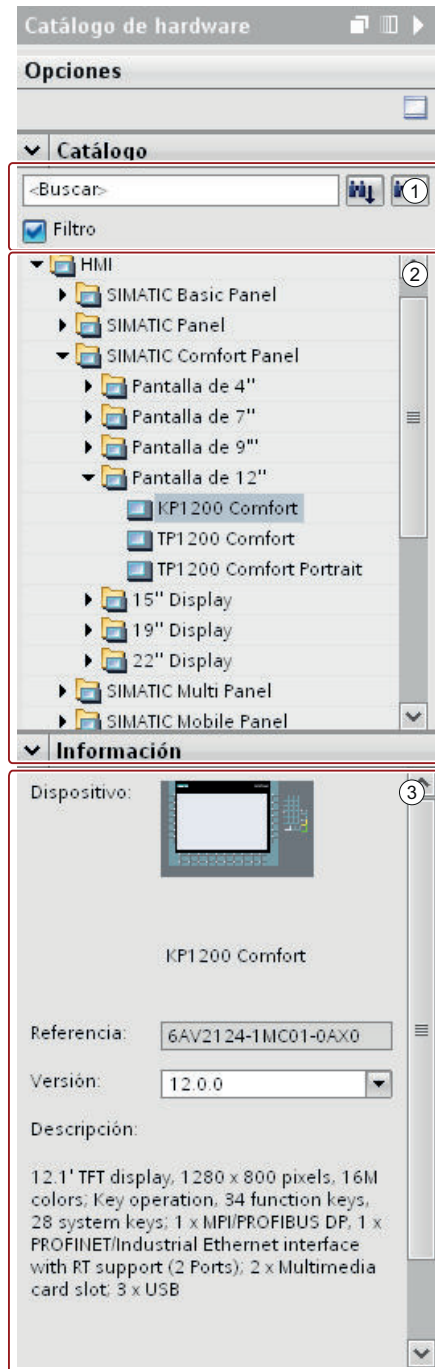 Catálogo de hardware
Opciones
Catálogo
<Buscar>
1
Filtro
HMI
2
SIMATIC Basic Panel
SIMATIC Panel
SIMATIC Comfort Panel
Pantalla de 4''
Pantalla de 7''
Pantalla de 9'''
Pantalla de 12''
KP1200 Comfort
TP1200 Comfort
TP1200 Comfort Portrait
15'' Display
19'' Display
22'' Display
SIMATIC Multi Panel
SIMATIC Mobile Panel
Información
3
Dispositivo:
KP1200 Comfort
Referencia: 6AV2124-1MC01-0AX0
Versión: 12.0.0
Descripción:
12.1' TFT display, 1280 x 800 pixels, 16M
colors; Key operation, 34 function keys,
28 system keys; 1 x MPI/PROFIBUS DP, 1 x
PROFINET/Industrial Ethernet interface
with RT support (2 Ports); 2 x Multimedia
card slot; 3 x USB